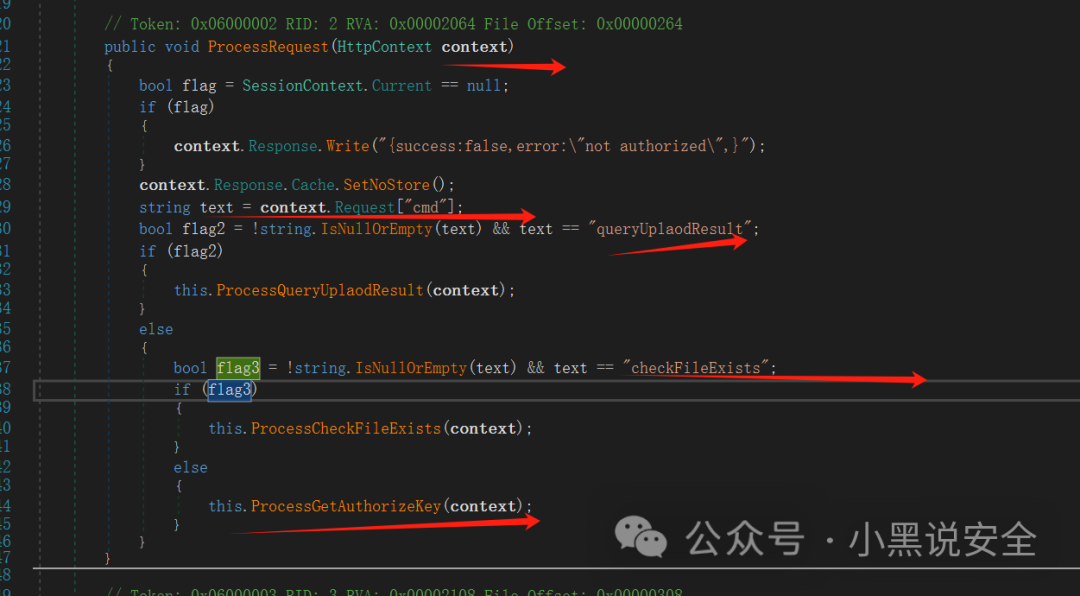 20 // Token: 0x06000002 RID: 2 RVA: 0x00002064 File Offset: 0x00000264
21 public void ProcessRequest(HttpContext context)
22 {
23 bool flag = SessionContext.Current == null;
24 if (flag)
25 {
26 context.Response.Write("{success:false,error:\"not authorized\",}");
27 }
28 context.Response.Cache.SetNoStore();
29 string text = context.Request["cmd"];
30 bool flag2 = !string.IsNullOrEmpty(text) && text == "queryUplaodResult";
31 if (flag2)
32 {
33 this.ProcessQueryUplaodResult(context);
34 }
35 else
36 {
37 bool flag3 = !string.IsNullOrEmpty(text) && text == "checkFileExists";
38 if (flag3)
39 {
40 this.ProcessCheckFileExists(context);
41 }
42 else
43 {
44 this.ProcessGetAuthorizeKey(context);
45 }
46 }
47 }
48
公众号 · 小黑说安全
// Token: 0x06000003 RID: 3 RVA: 0x00002108 File Offset: 0x00000308